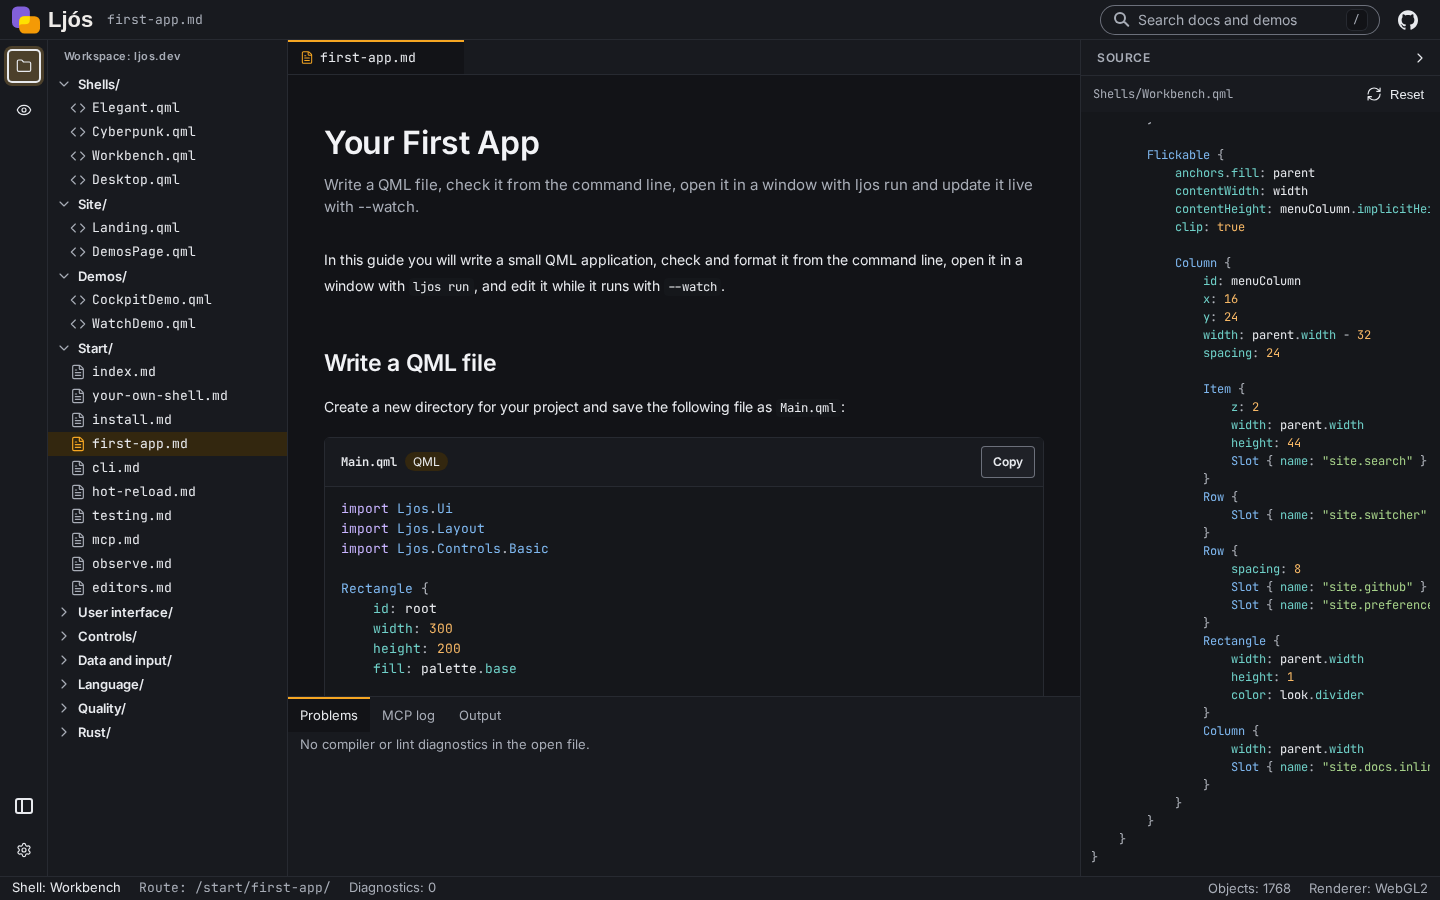 Ljós
first-app.md
Search docs and demos
/
Workspace: ljos.dev
Shells/
Elegant.qml
Cyberpunk.qml
Workbench.qml
Desktop.qml
Site/
Landing.qml
DemosPage.qml
Demos/
CockpitDemo.qml
WatchDemo.qml
Start/
index.md
your-own-shell.md
install.md
first-app.md
cli.md
hot-reload.md
testing.md
mcp.md
observe.md
editors.md
User interface/
Controls/
Data and input/
Language/
Quality/
Rust/
first-app.md
Your First App
Write a QML file, check it from the command line, open it in a window with ljos run and update it live
with --watch.
In this guide you will write a small QML application, check and format it from the command line, open it in a
window with ljos run, and edit it while it runs with --watch.
Write a QML file
Create a new directory for your project and save the following file as Main.qml:
Main.qml QML
Copy
import Ljos.Ui
import Ljos.Layout
import Ljos.Controls.Basic
Rectangle {
id: root
width: 300
height: 200
fill: palette.base
Problems MCP log Output
No compiler or lint diagnostics in the open file.
SOURCE
Shells/Workbench.qml
Reset
Flickable {
anchors.fill: parent
contentWidth: width
contentHeight: menuColumn.implicitHei
clip: true
Column {
id: menuColumn
x: 16
y: 24
width: parent.width - 32
spacing: 24
Item {
z: 2
width: parent.width
height: 44
Slot { name: "site.search" }
}
Row {
Slot { name: "site.switcher"
}
Row {
spacing: 8
Slot { name: "site.github" }
Slot { name: "site.preference
}
Rectangle {
width: parent.width
height: 1
color: look.divider
}
Column {
width: parent.width
Slot { name: "site.docs.inlin
}
}
}
}
}
Shell: Workbench
Route: /start/first-app/
Diagnostics: 0
Objects: 1768
Renderer: WebGL2